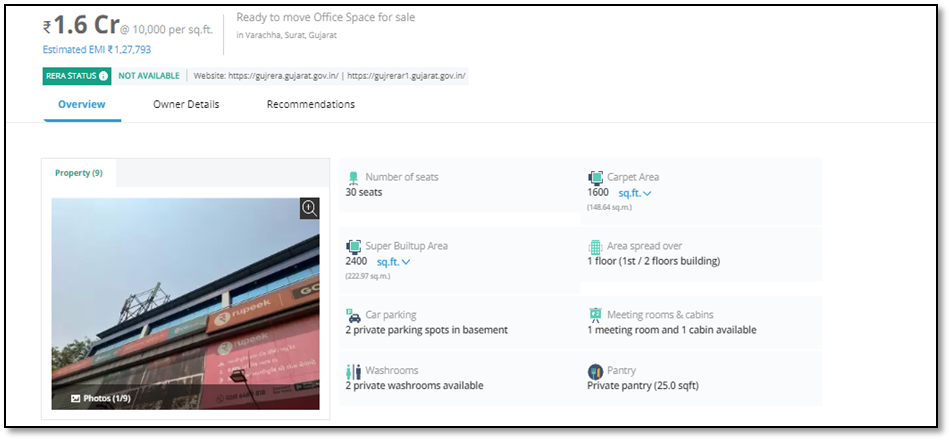 ₹1.6 Cr@ 10,000 per sq.ft.
Estimated EMI ₹1,27,793
Ready to move Office Space for sale
in Varachha, Surat, Gujarat
RERA STATUS NOT AVAILABLE Website: https://gujrera.gujarat.gov.in/ | https://gujrerar1.gujarat.gov.in/
Overview Owner Details Recommendations
Property (9)
rupeek
rupeek
Photos (1/9)
Number of seats
30 seats
Carpet Area
1600 sq.ft.
(148.64 sq.m.)
Super Builtup Area
2400 sq.ft.
(222.97 sq.m.)
Area spread over
1 floor (1st / 2 floors building)
Car parking
2 private parking spots in basement
Meeting rooms & cabins
1 meeting room and 1 cabin available
Washrooms
2 private washrooms available
Pantry
Private pantry (25.0 sqft)